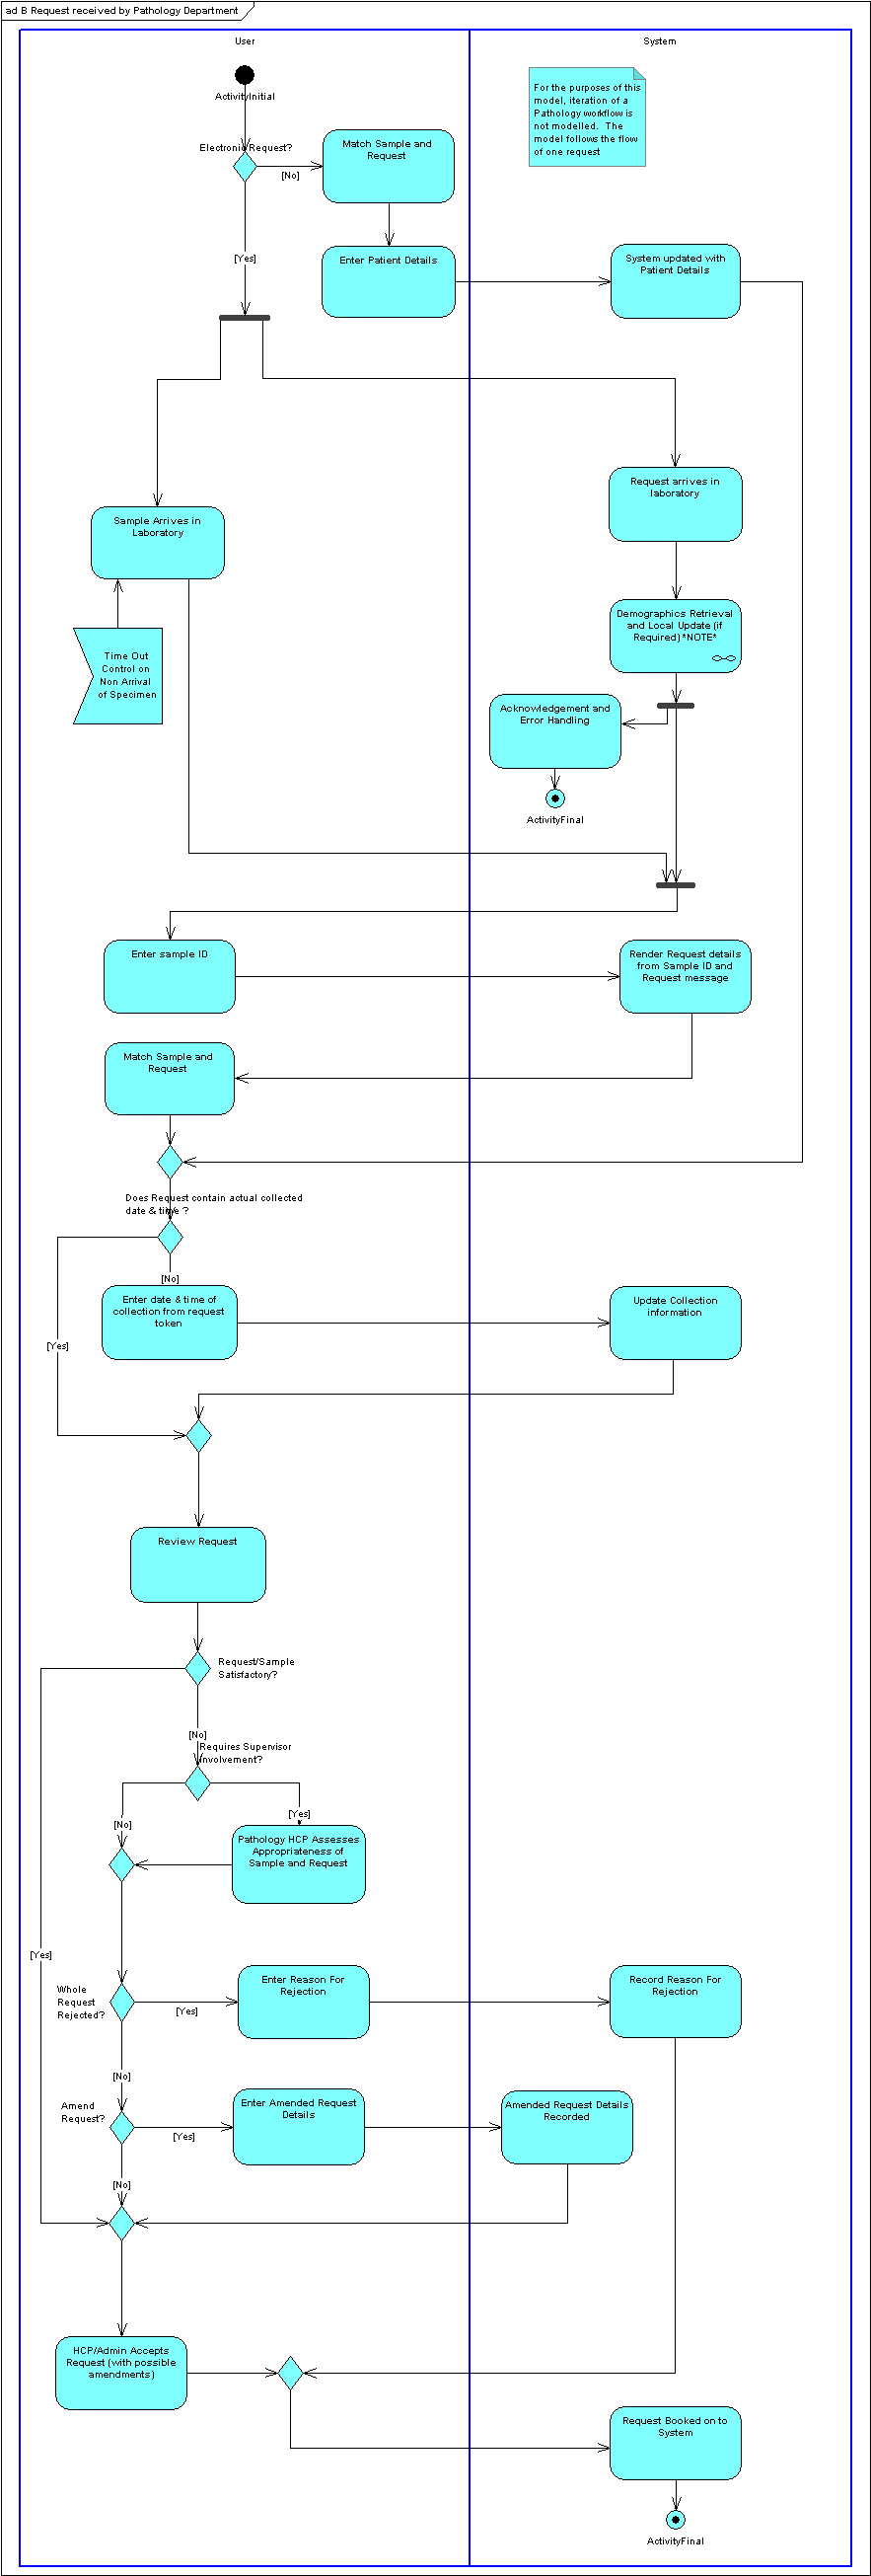 ad B Request received by Pathology Department
User
System
ActivityInitial
For the purposes of this
model, iteration of a
Pathology workflow is
not modelled. The
model follows the flow
of one request
Electronic Request?
[No]
Match Sample and
Request
[Yes]
Enter Patient Details
System updated with
Patient Details
Request arrives in
laboratory
Sample Arrives in
Laboratory
Demographics Retrieval
and Local Update (if
Required) *NOTE*
Time Out
Control on
Non Arrival
of Specimen
Acknowledgement and
Error Handling
ActivityFinal
Enter sample ID
Render Request details
from Sample ID and
Request message
Match Sample and
Request
Does Request contain actual collected
date & time ?
[No]
Enter date & time of
collection from request
token
Update Collection
information
[Yes]
Review Request
Request/Sample
Satisfactory?
[No]
Requires Supervisor
Involvement?
[No]
[Yes]
Pathology HCP Assesses
Appropriateness of
Sample and Request
[Yes]
Whole
Request
Rejected?
[Yes]
Enter Reason For
Rejection
Record Reason For
Rejection
[No]
Amend
Request?
[Yes]
Enter Amended Request
Details
Amended Request Details
Recorded
[No]
HCP/Admin Accepts
Request (with possible
amendments)
Request Booked on to
System
ActivityFinal